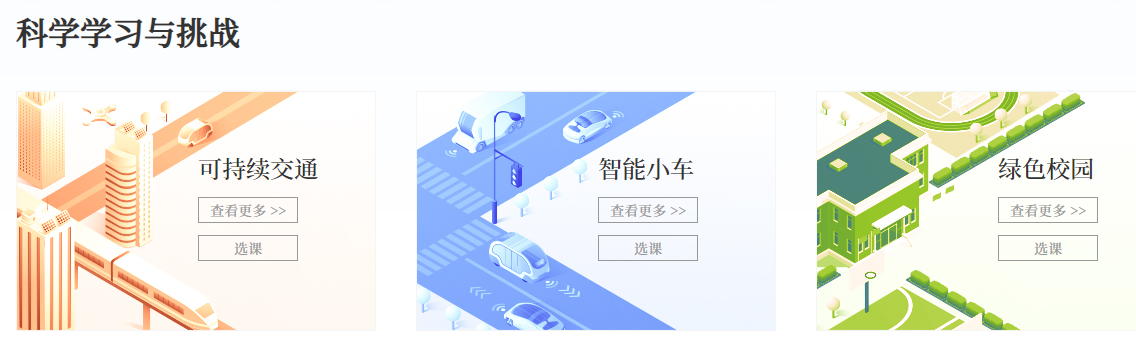 科学学习与挑战
可持续交通
查看更多 >>
选课
智能小车
查看更多 >>
选课
绿色校园
查看更多 >>
选课